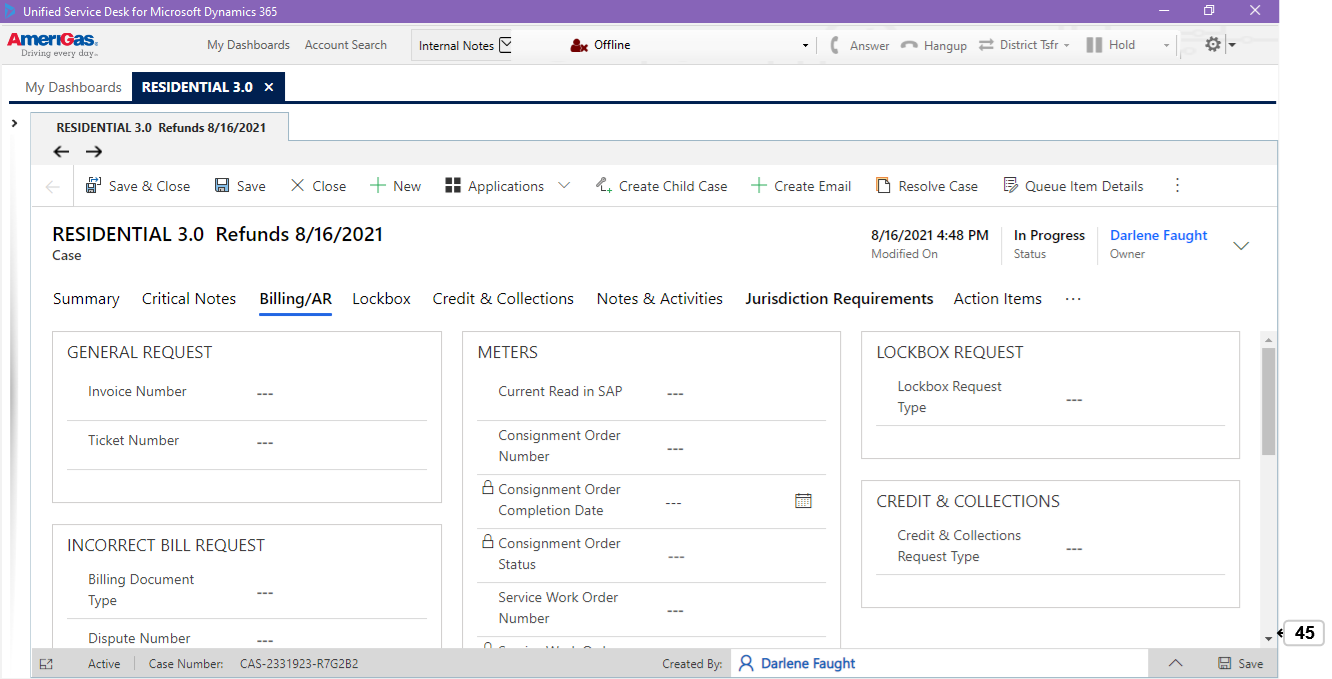 Unified Service Desk for Microsoft Dynamics 365
AmeriGas
Driving every day...
My Dashboards Account Search Internal Notes Offline Answer Hangup District Tsfr Hold
My Dashboards RESIDENTIAL 3.0 ×
RESIDENTIAL 3.0 Refunds 8/16/2021
Save & Close Save Close New Applications Create Child Case Create Email Resolve Case Queue Item Details
RESIDENTIAL 3.0 Refunds 8/16/2021
Case
8/16/2021 4:48 PM
Modified On
In Progress
Status
Darlene Faught
Owner
Summary Critical Notes Billing/AR Lockbox Credit & Collections Notes & Activities Jurisdiction Requirements Action Items ...
GENERAL REQUEST
Invoice Number ---
Ticket Number ---
INCORRECT BILL REQUEST
Billing Document
Type ---
Dispute Number ---
METERS
Current Read in SAP ---
Consignment Order
Number ---
Consignment Order
Completion Date ---
Consignment Order
Status ---
Service Work Order
Number ---
LOCKBOX REQUEST
Lockbox Request
Type ---
CREDIT & COLLECTIONS
Credit & Collections
Request Type ---
45
Active Case Number: CAS-2331923-R7G2B2 Created By: Darlene Faught Save